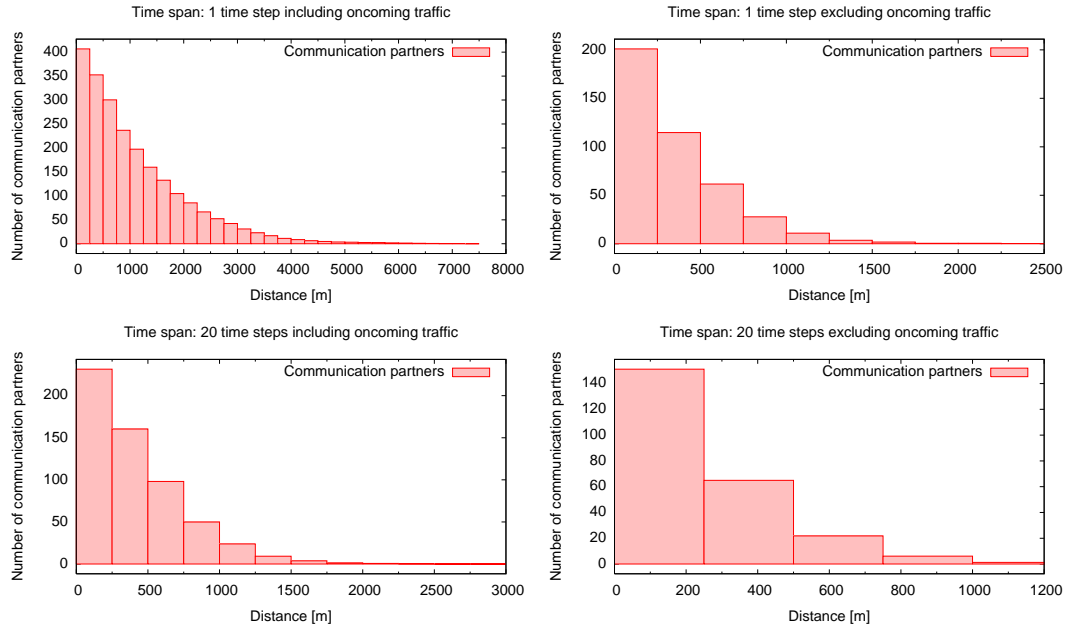 Time span: 1 time step including oncoming traffic
Number of communication partners
400
350
300
250
200
150
100
50
0
Communication partners
0 1000 2000 3000 4000 5000 6000 7000 8000
Distance [m]
Time span: 1 time step excluding oncoming traffic
Number of communication partners
200
150
100
50
0
Communication partners
0 500 1000 1500 2000 2500
Distance [m]
Time span: 20 time steps including oncoming traffic
Number of communication partners
200
150
100
50
0
Communication partners
0 500 1000 1500 2000 2500 3000
Distance [m]
Time span: 20 time steps excluding oncoming traffic
Number of communication partners
140
120
100
80
60
40
20
0
Communication partners
0 200 400 600 800 1000 1200
Distance [m]